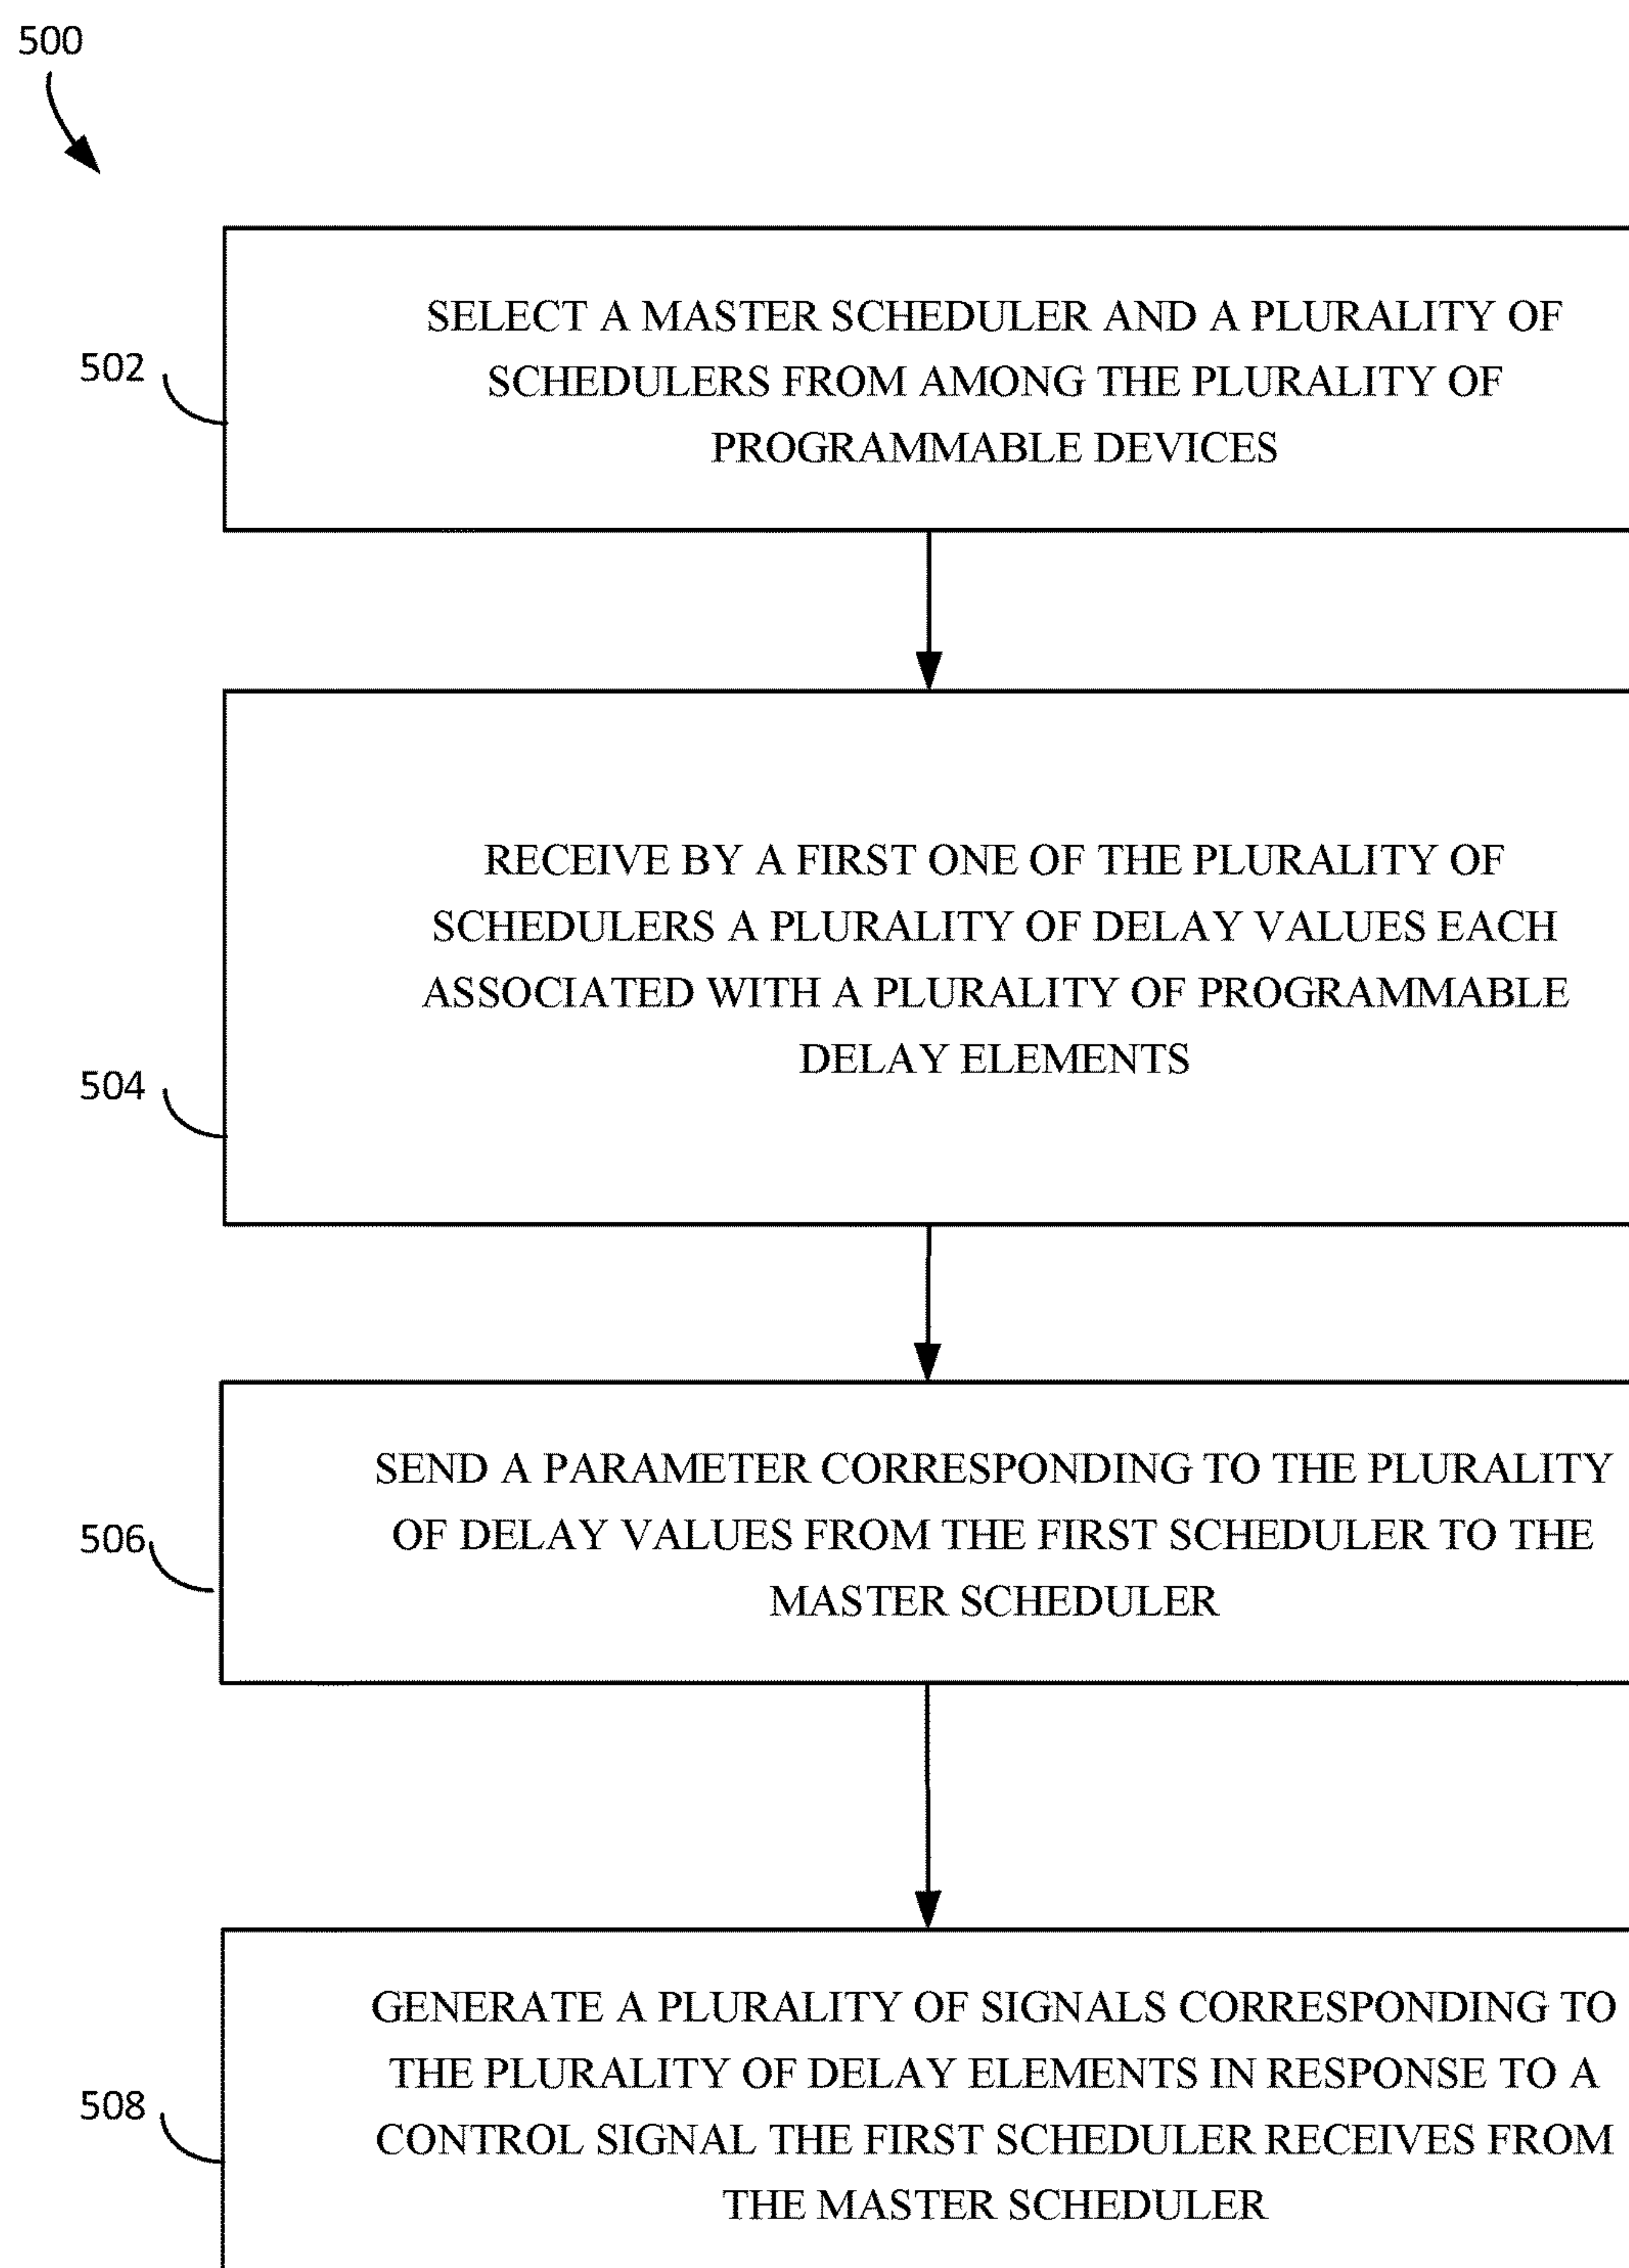 500
SELECT A MASTER SCHEDULER AND A PLURALITY OF
SCHEDULERS FROM AMONG THE PLURALITY OF
PROGRAMMABLE DEVICES
502
RECEIVE BY A FIRST ONE OF THE PLURALITY OF
SCHEDULERS A PLURALITY OF DELAY VALUES EACH
ASSOCIATED WITH A PLURALITY OF PROGRAMMABLE
DELAY ELEMENTS
504
SEND A PARAMETER CORRESPONDING TO THE PLURALITY
OF DELAY VALUES FROM THE FIRST SCHEDULER TO THE
MASTER SCHEDULER
506
GENERATE A PLURALITY OF SIGNALS CORRESPONDING TO
THE PLURALITY OF DELAY ELEMENTS IN RESPONSE TO A
CONTROL SIGNAL THE FIRST SCHEDULER RECEIVES FROM
THE MASTER SCHEDULER
508